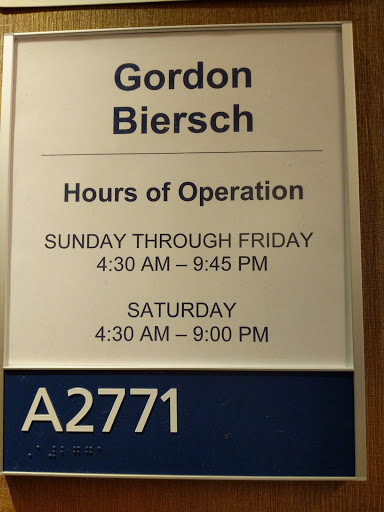 Gordon
Biersch
Hours of Operation
SUNDAY THROUGH FRIDAY
4:30 AM – 9:45 PM
SATURDAY
4:30 AM – 9:00 PM
A2771